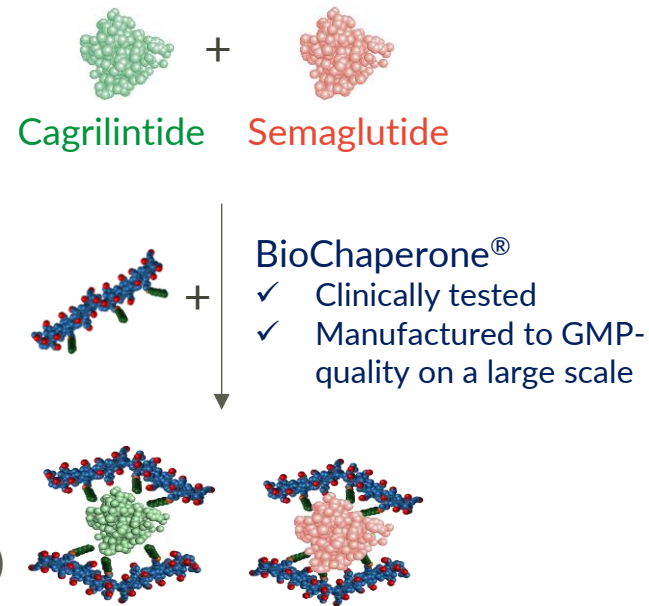 +
Cagrilintide Semaglutide
BioChaperone®
+
✓ Clinically tested
✓ Manufactured to GMP-
quality on a large scale
)